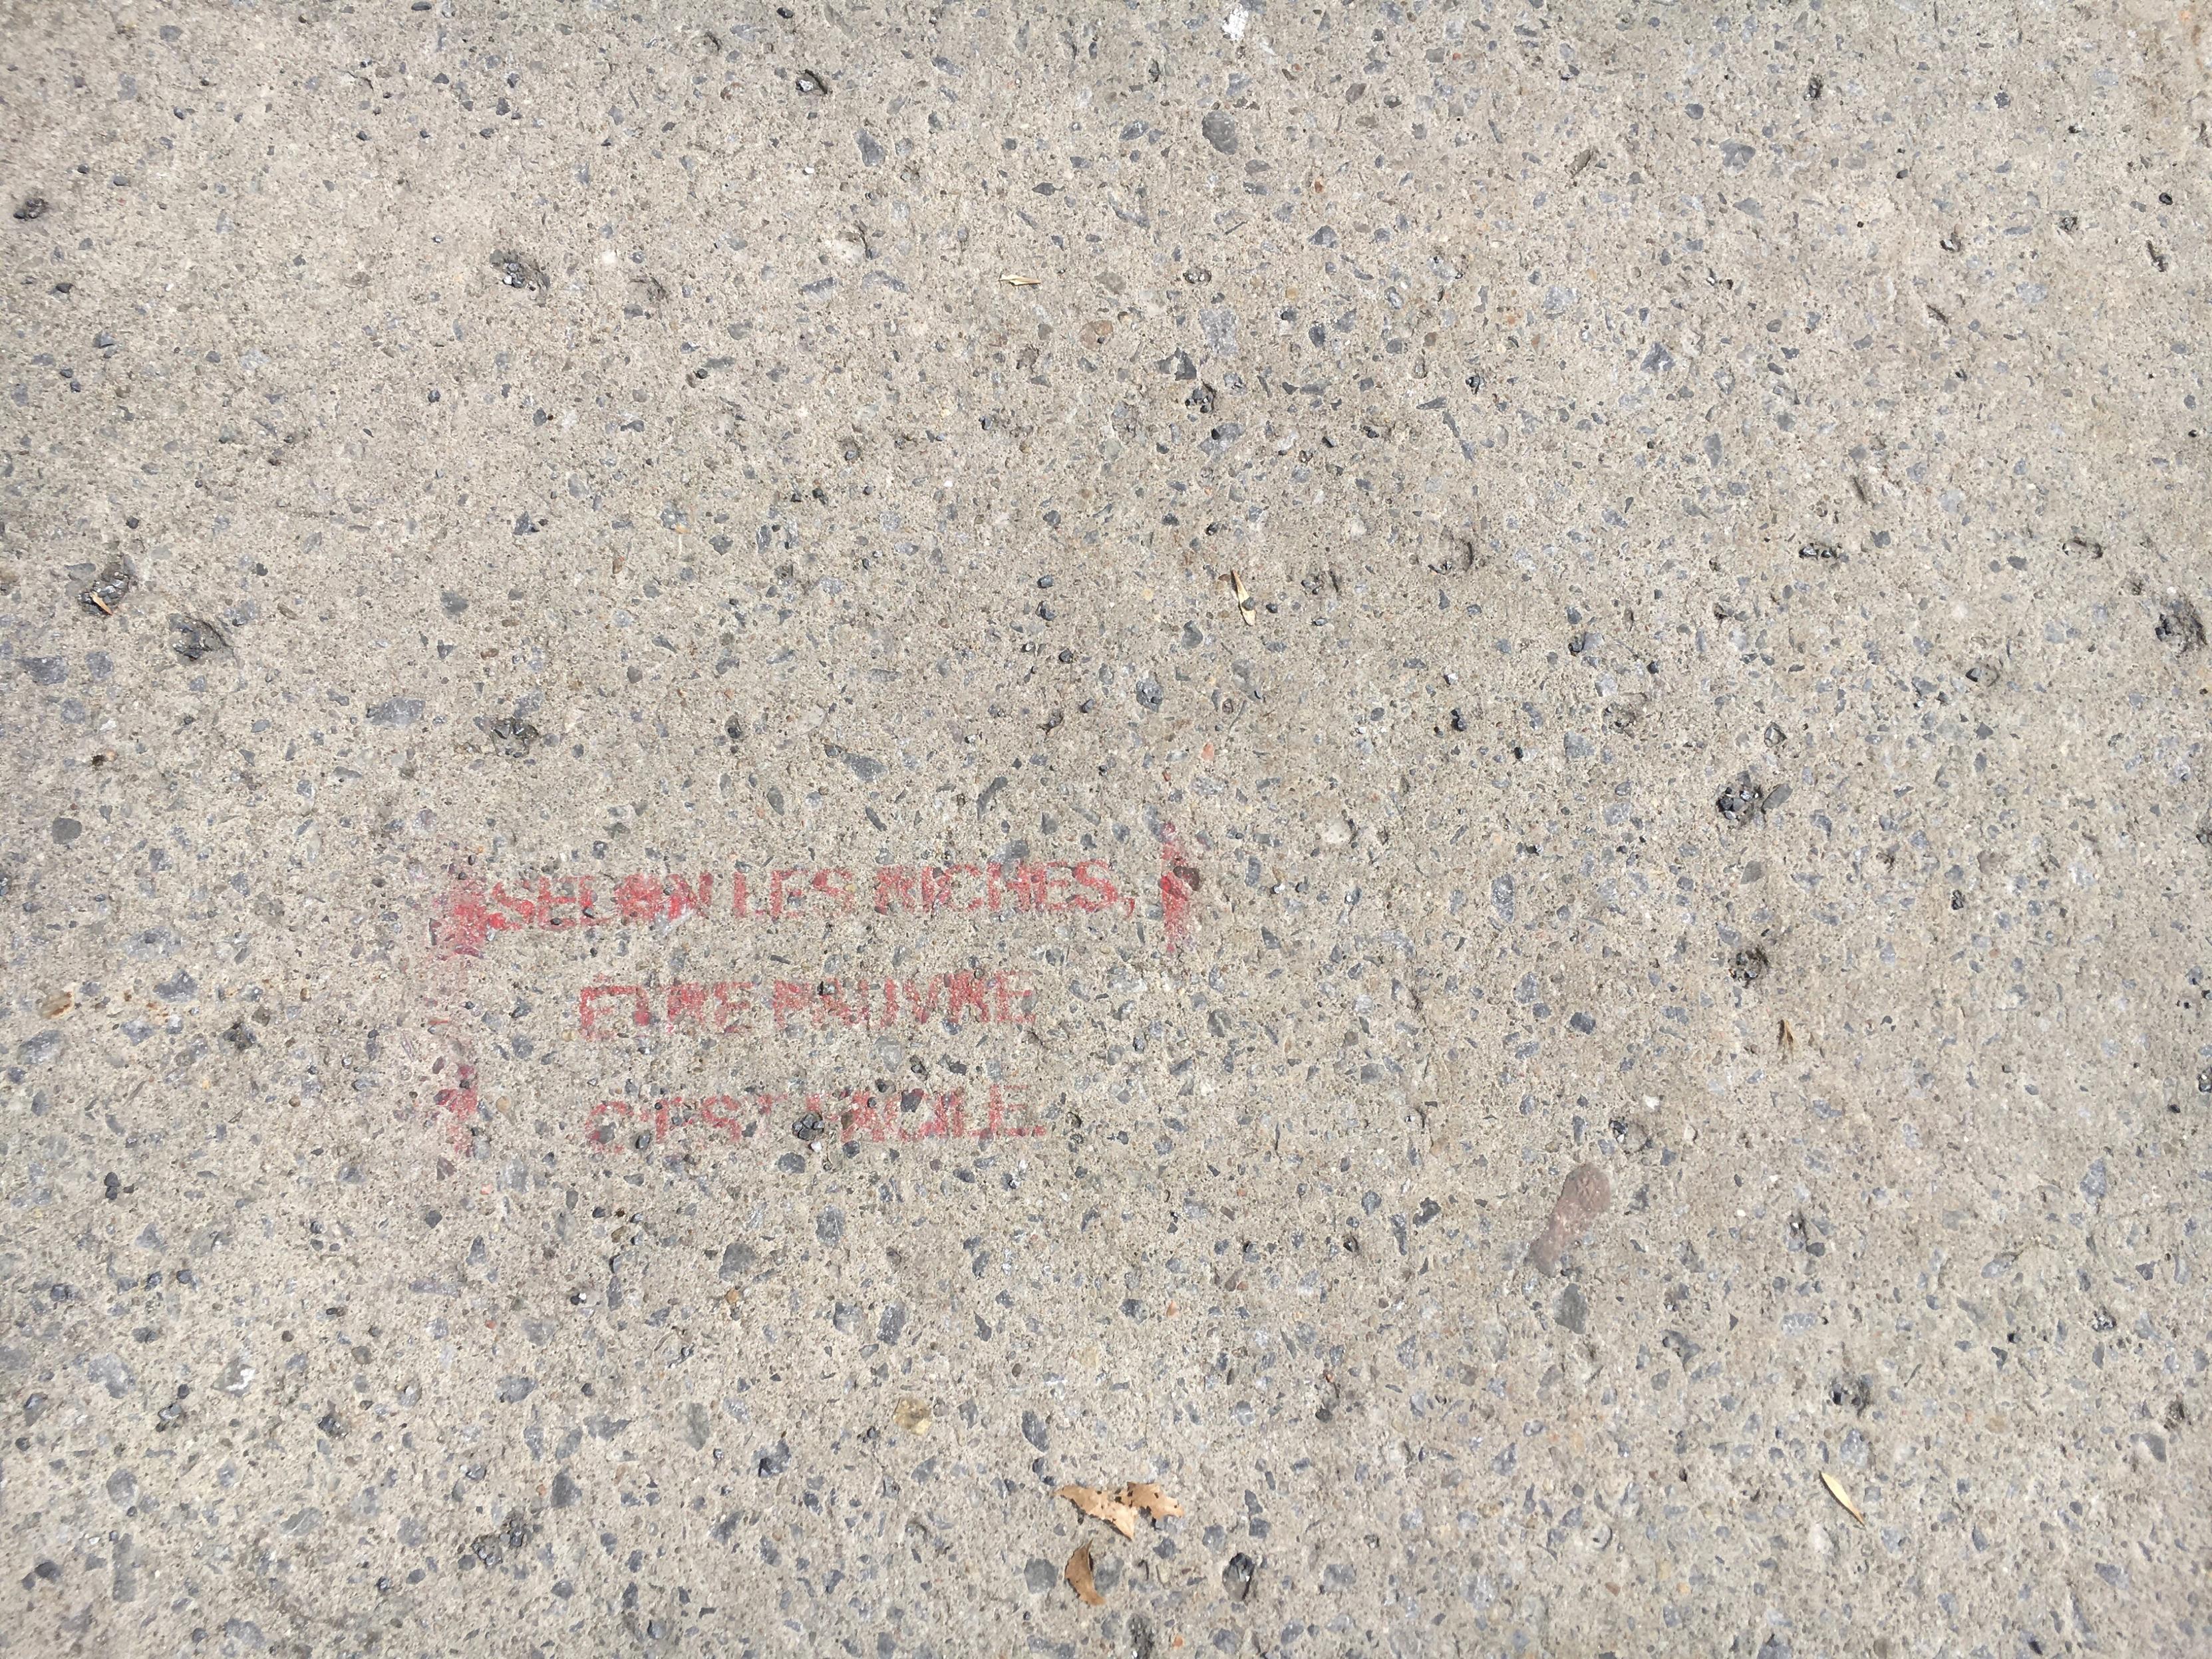 SELON LES RICHES,
ÊTRE PAUVRE
C'EST FACILE